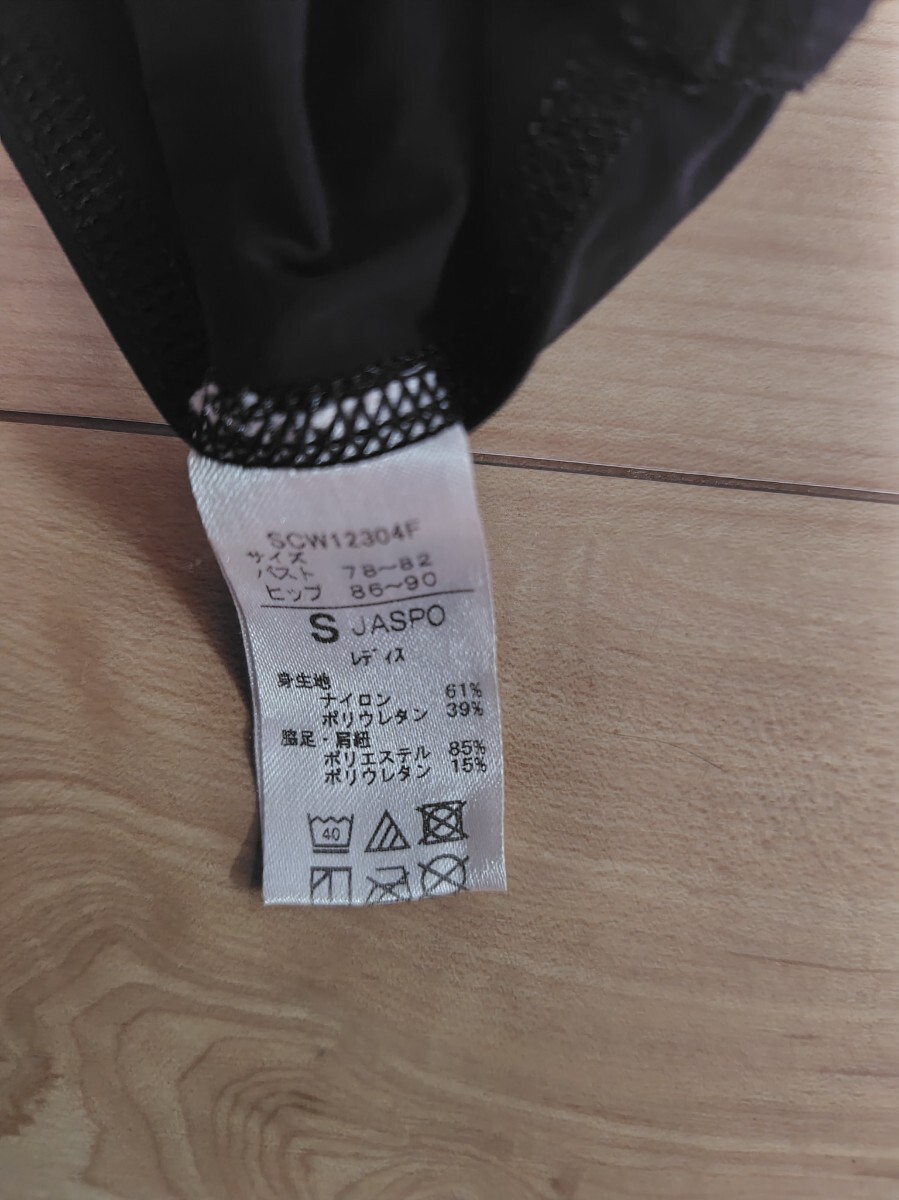 SCW12304F
サイズ
バスト 78～82
ヒップ 86～90
S JASPO
レディス
身生地
ナイロン 61%
ポリウレタン 39%
脇足・肩紐
ポリエステル 85%
ポリウレタン 15%
40